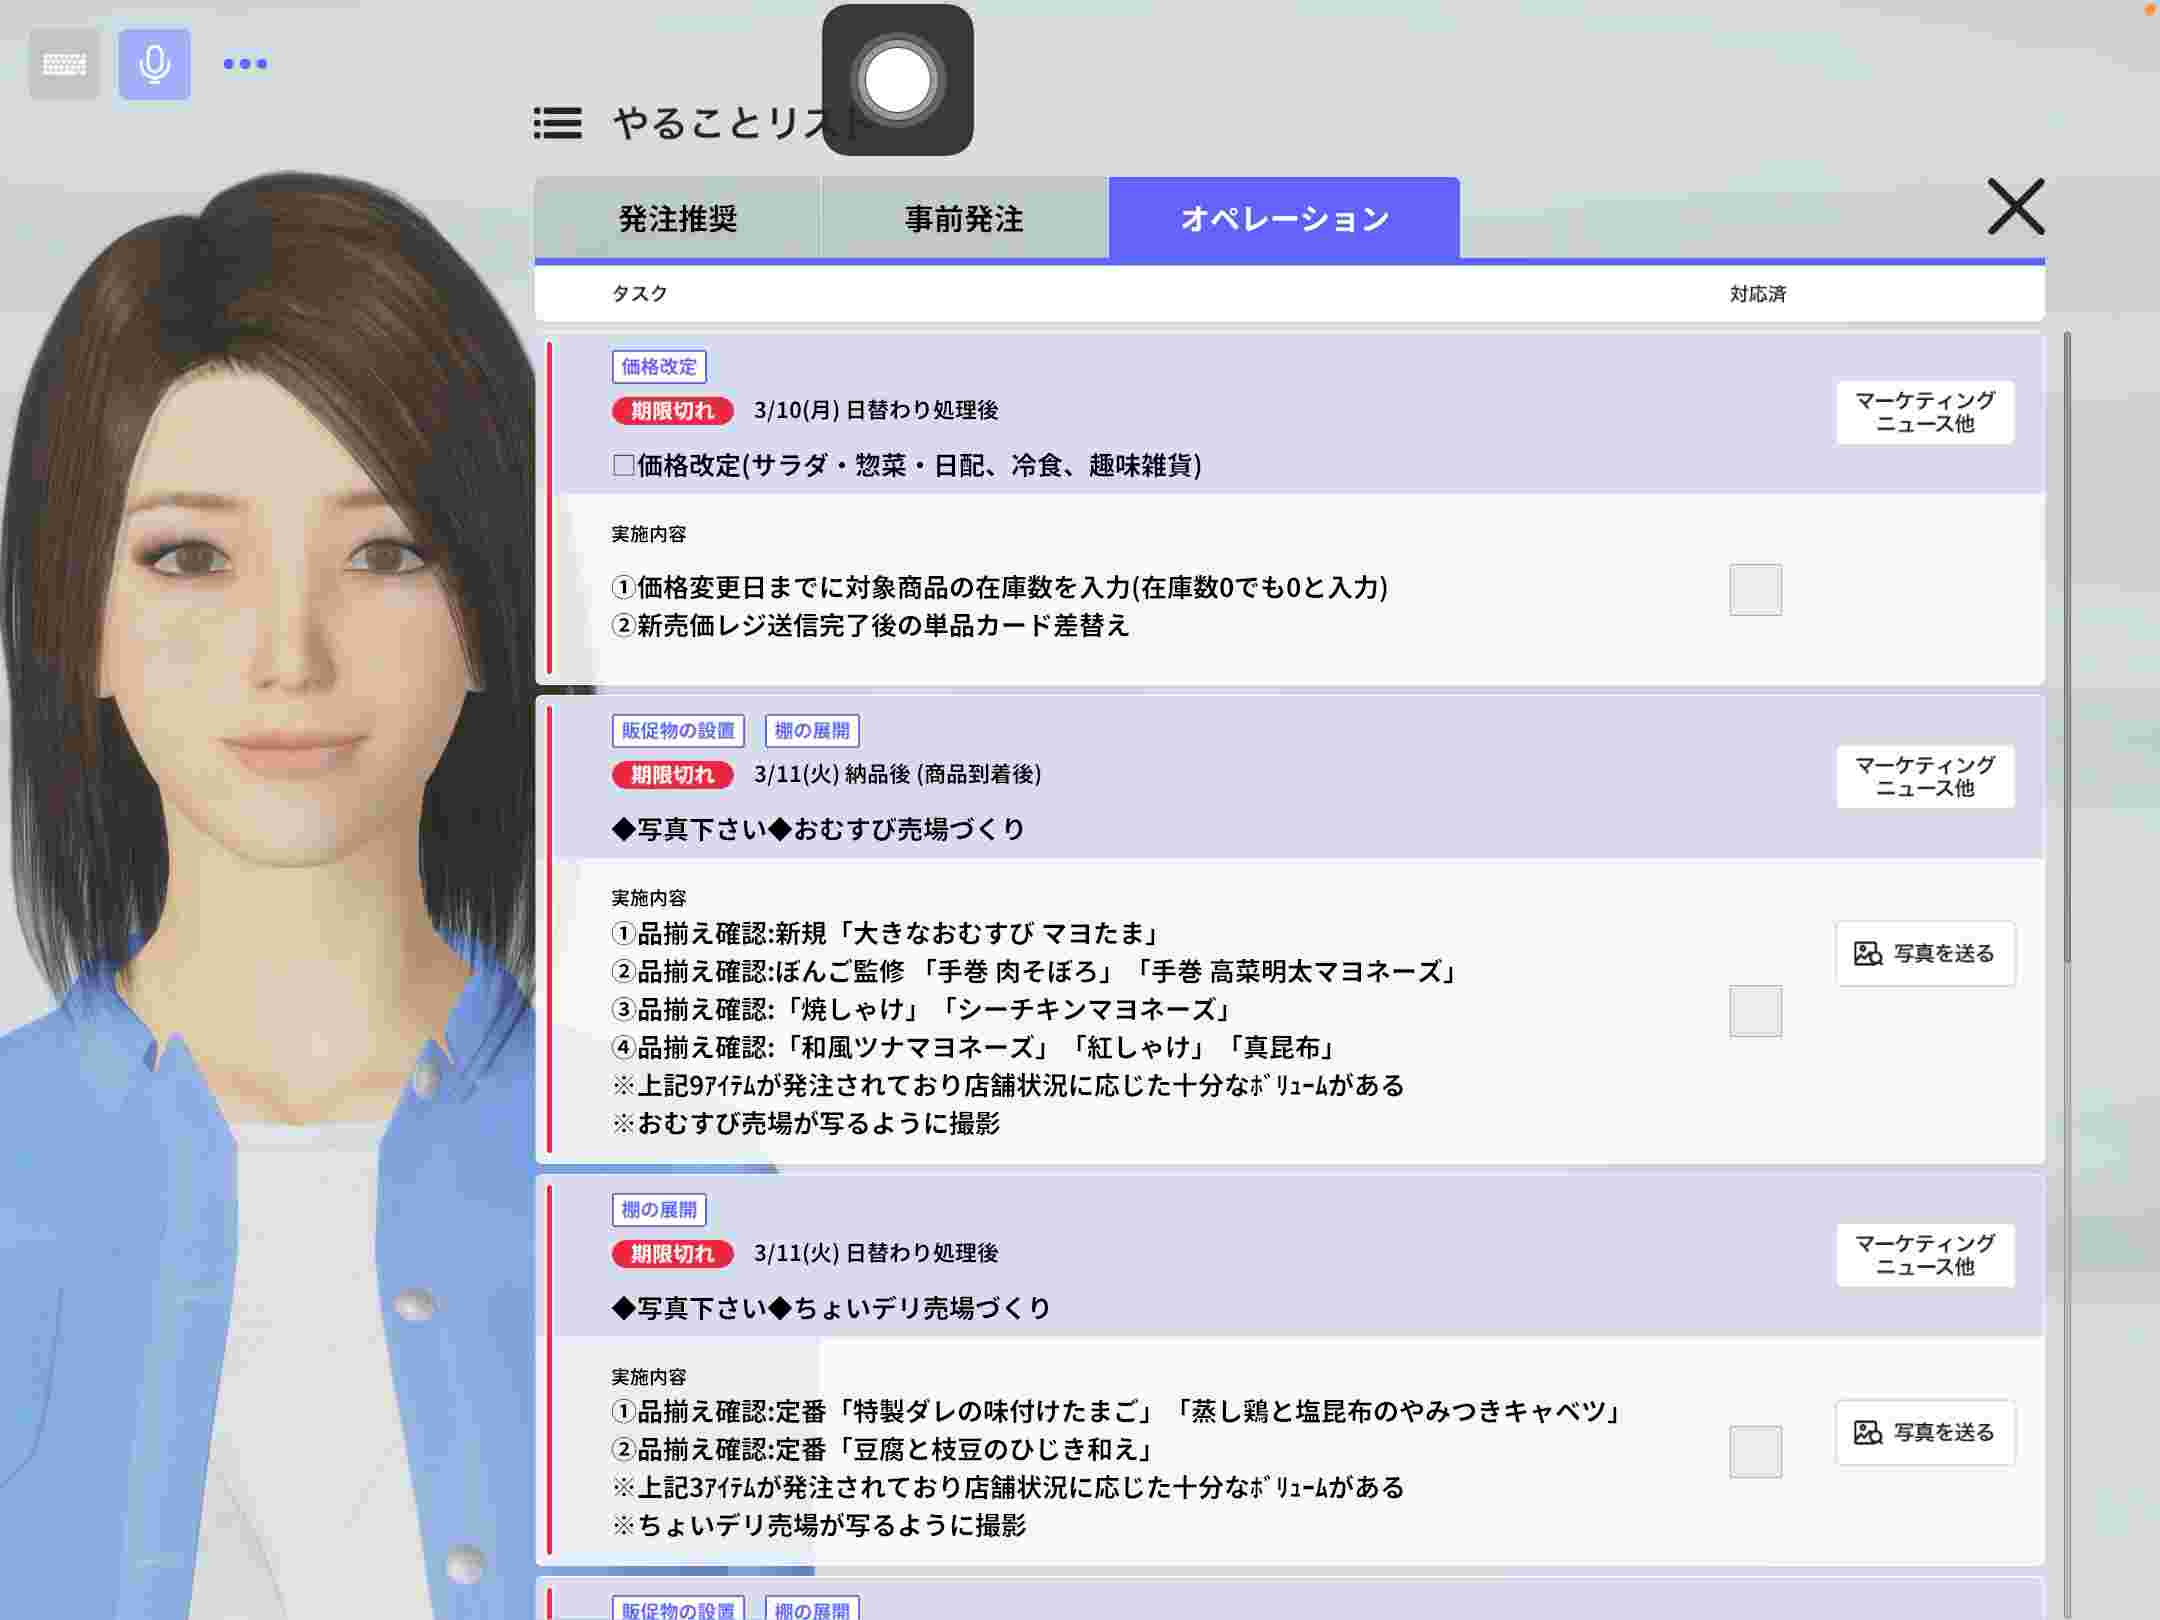 やることリスト
発注推奨
事前発注
オペレーション
タスク
対応済
価格改定
期限切れ 3/10(月) 日替わり処理後
□価格改定(サラダ・惣菜・日配、冷食、趣味雑貨)
マーケティング
ニュース他
実施内容
①価格変更日までに対象商品の在庫数を入力(在庫数0でも0と入力)
②新売価レジ送信完了後の単品カード差替え
販促物の設置 棚の展開
期限切れ 3/11(火) 納品後 (商品到着後)
◆写真下さい◆おむすび売場づくり
マーケティング
ニュース他
実施内容
①品揃え確認:新規「大きなおむすび マヨたま」
②品揃え確認:ぼんご監修 「手巻 肉そぼろ」「手巻 高菜明太マヨネーズ」
③品揃え確認:「焼しゃけ」「シーチキンマヨネーズ」
④品揃え確認:「和風ツナマヨネーズ」「紅しゃけ」「真昆布」
※上記9ｱｲﾃﾑが発注されており店舗状況に応じた十分なﾎﾞﾘｭｰﾑがある
※おむすび売場が写るように撮影
写真を送る
棚の展開
期限切れ 3/11(火) 日替わり処理後
◆写真下さい◆ちょいデリ売場づくり
マーケティング
ニュース他
実施内容
①品揃え確認:定番「特製ダレの味付けたまご」「蒸し鶏と塩昆布のやみつきキャベツ」
②品揃え確認:定番「豆腐と枝豆のひじき和え」
※上記3ｱｲﾃﾑが発注されており店舗状況に応じた十分なﾎﾞﾘｭｰﾑがある
※ちょいデリ売場が写るように撮影
写真を送る
販促物の設置 棚の展開